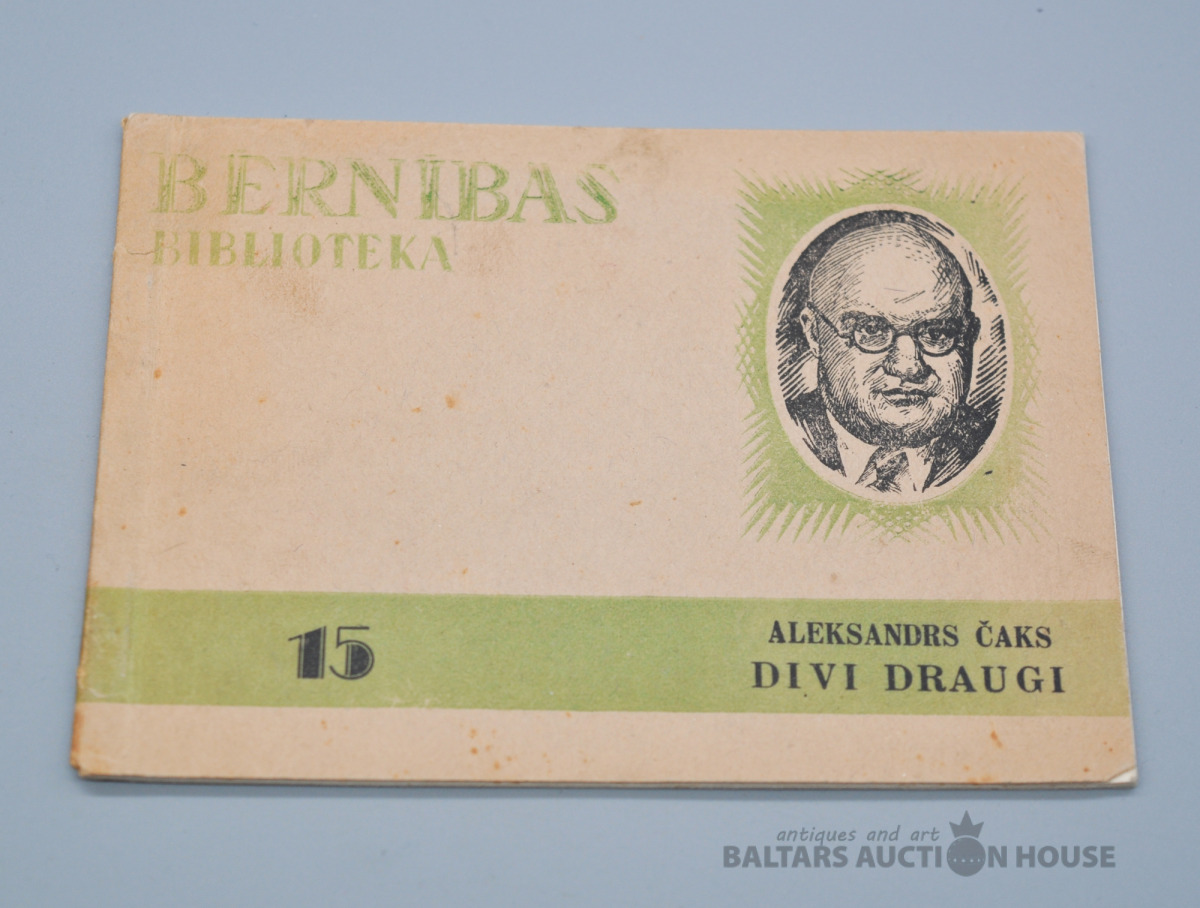 BERNĪBAS
BIBLIOTEKA
15
ALEKSANDRS ČAKS
DIVI DRAUGI
antiques and art
BALTARS AUCTION HOUSE